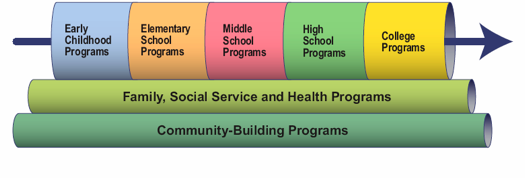 Early
Childhood
Programs
Elementary
School
Programs
Middle
School
Programs
High
School
Programs
College
Programs
Family, Social Service and Health Programs
Community-Building Programs